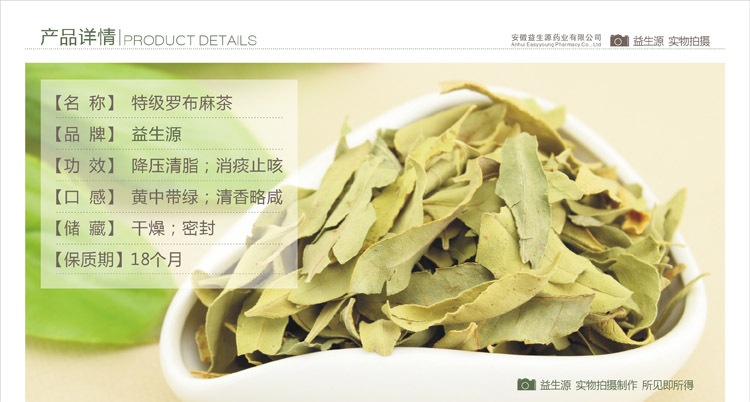 产品详情|PRODUCT DETAILS
安徽益生源药业有限公司
Anhui Easyyoung Pharmacy.Co., Ltd
益生源 实物拍摄
【名 称】 特级罗布麻茶
【品 牌】 益生源
【功 效】 降压清脂；消痰止咳
【口 感】 黄中带绿；清香略咸
【储 藏】 干燥；密封
【保质期】18个月
益生源 实物拍摄制作 所见即所得